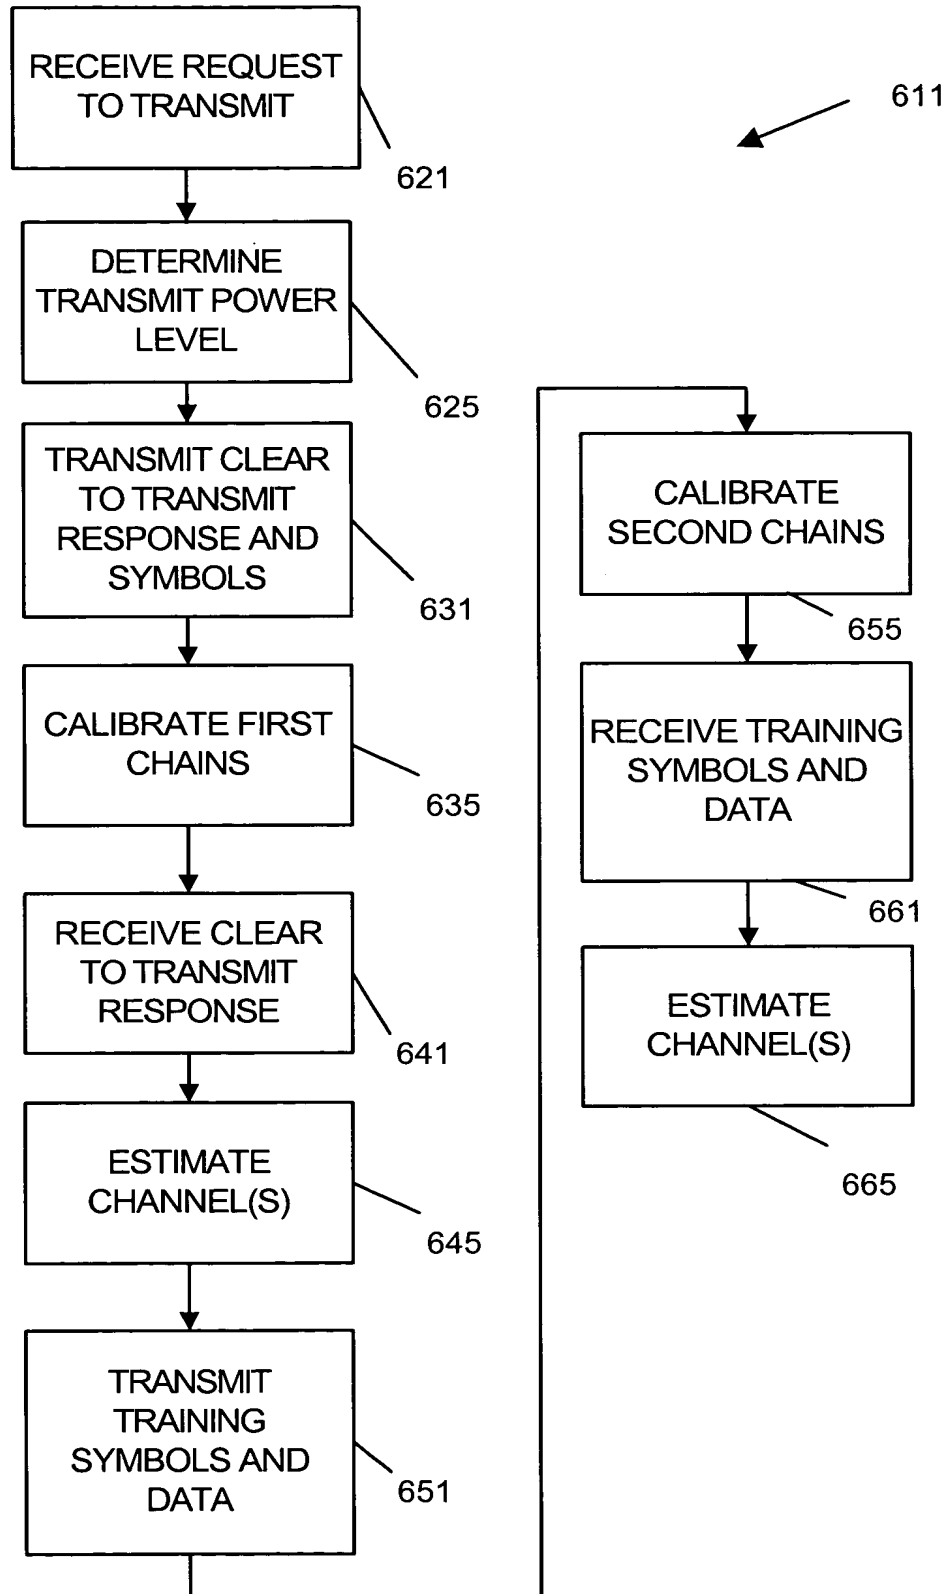 RECEIVE REQUEST
TO TRANSMIT
621
611
DETERMINE
TRANSMIT POWER
LEVEL
625
TRANSMIT CLEAR
TO TRANSMIT
RESPONSE AND
SYMBOLS
631
CALIBRATE FIRST
CHAINS
635
RECEIVE CLEAR
TO TRANSMIT
RESPONSE
641
ESTIMATE
CHANNEL(S)
645
TRANSMIT
TRAINING
SYMBOLS AND
DATA
651
CALIBRATE
SECOND CHAINS
655
RECEIVE TRAINING
SYMBOLS AND
DATA
661
ESTIMATE
CHANNEL(S)
665